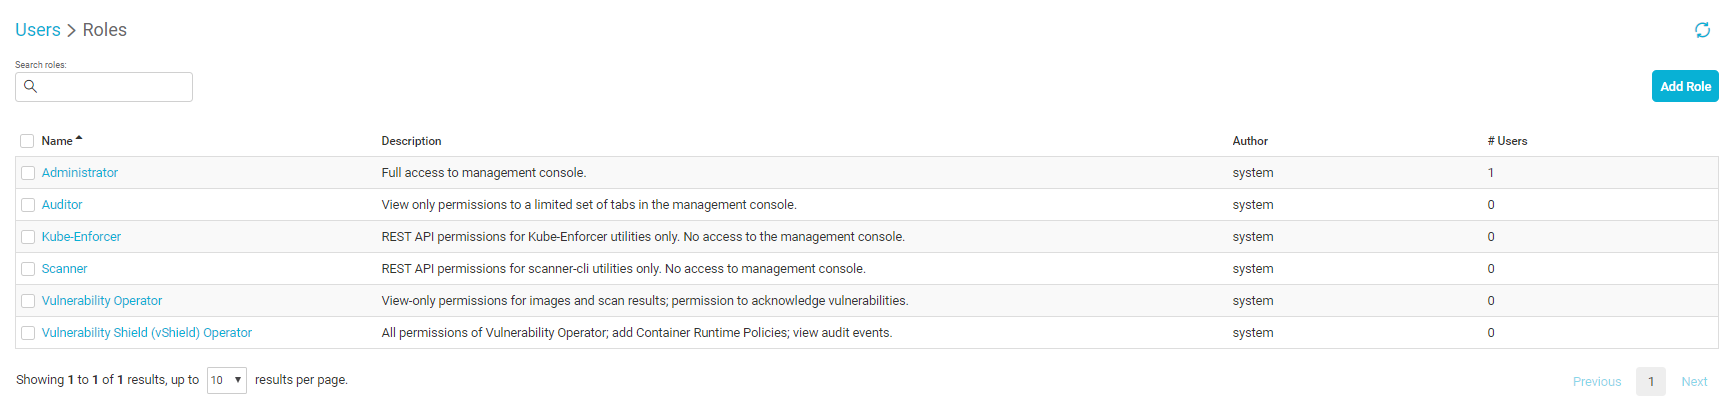 Users > Roles
Search roles:
Add Role
Name Description Author # Users
Administrator Full access to management console. system 1
Auditor View only permissions to a limited set of tabs in the management console. system 0
Kube-Enforcer REST API permissions for Kube-Enforcer utilities only. No access to the management console. system 0
Scanner REST API permissions for scanner-cli utilities only. No access to management console. system 0
Vulnerability Operator View-only permissions for images and scan results; permission to acknowledge vulnerabilities. system 0
Vulnerability Shield (vShield) Operator All permissions of Vulnerability Operator; add Container Runtime Policies; view audit events. system 0
Showing 1 to 1 of 1 results, up to 10 results per page. Previous 1 Next